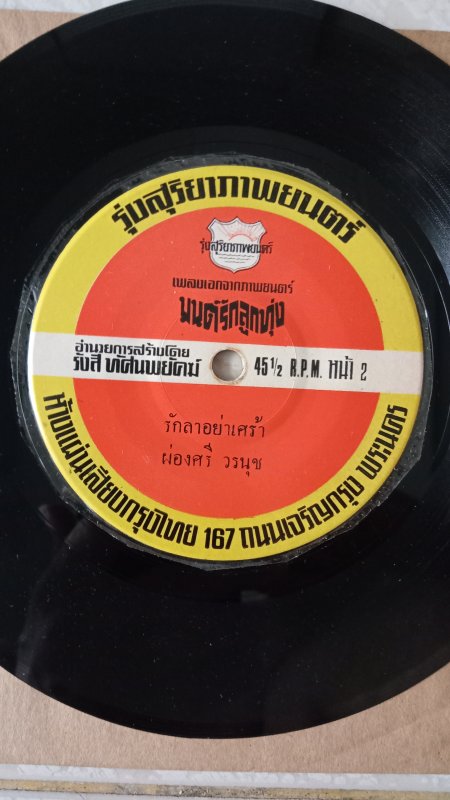 รุ่งสุริยาภาพยนตร์
รุ่งสุริยาภาพยนตร์
เพลงเอกจากภาพยนตร์
มนต์รักลูกทุ่ง
อำนวยการสร้างโดย
รังสี ทัศนพยัคฆ์
45 1/2 R.P.M. หน้า 2
รักลาอย่าเศร้า
ผ่องศรี วรนุช
ห้างแผ่นเสียงกรุงไทย 167 ถนนเจริญกรุง พระนคร